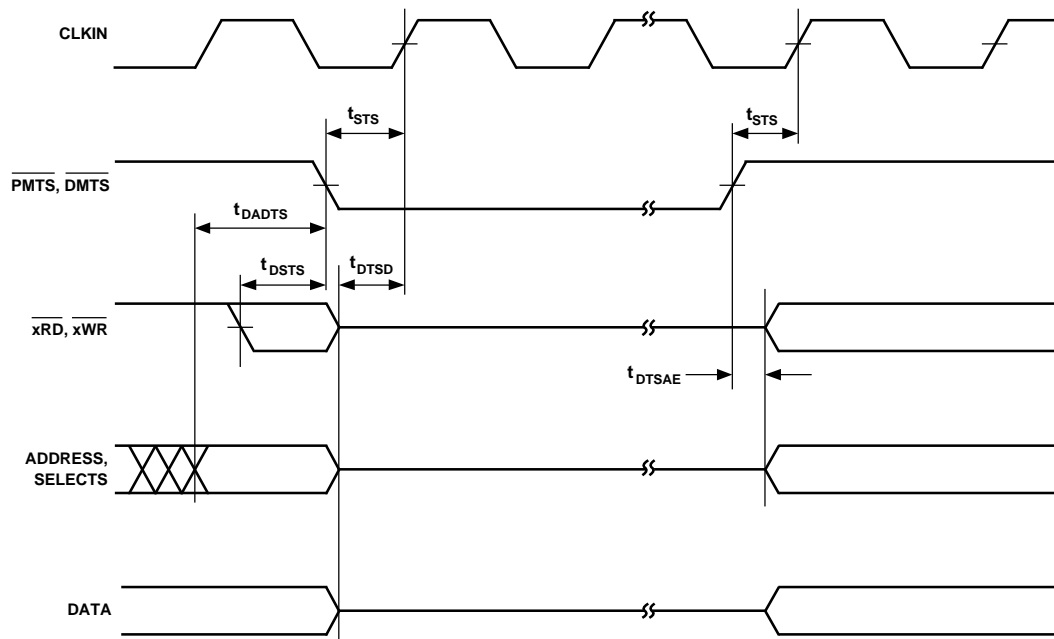 CLKIN
tSTS
tSTS
PMTS, DMTS
tDADTS
tDSTS
tDTSD
xRD, xWR
tDTSAE
ADDRESS,
SELECTS
DATA